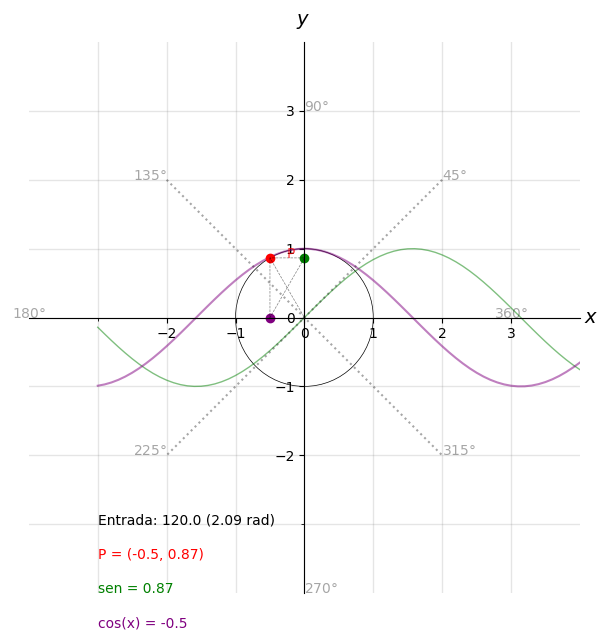 y
3
90°
135°
2
45°
1
P
180°
−2
−1
0
0
1
2
3
360°
x
−1
225°
−2
315°
Entrada: 120.0 (2.09 rad)
P = (-0.5, 0.87)
sen = 0.87
270°
cos(x) = -0.5